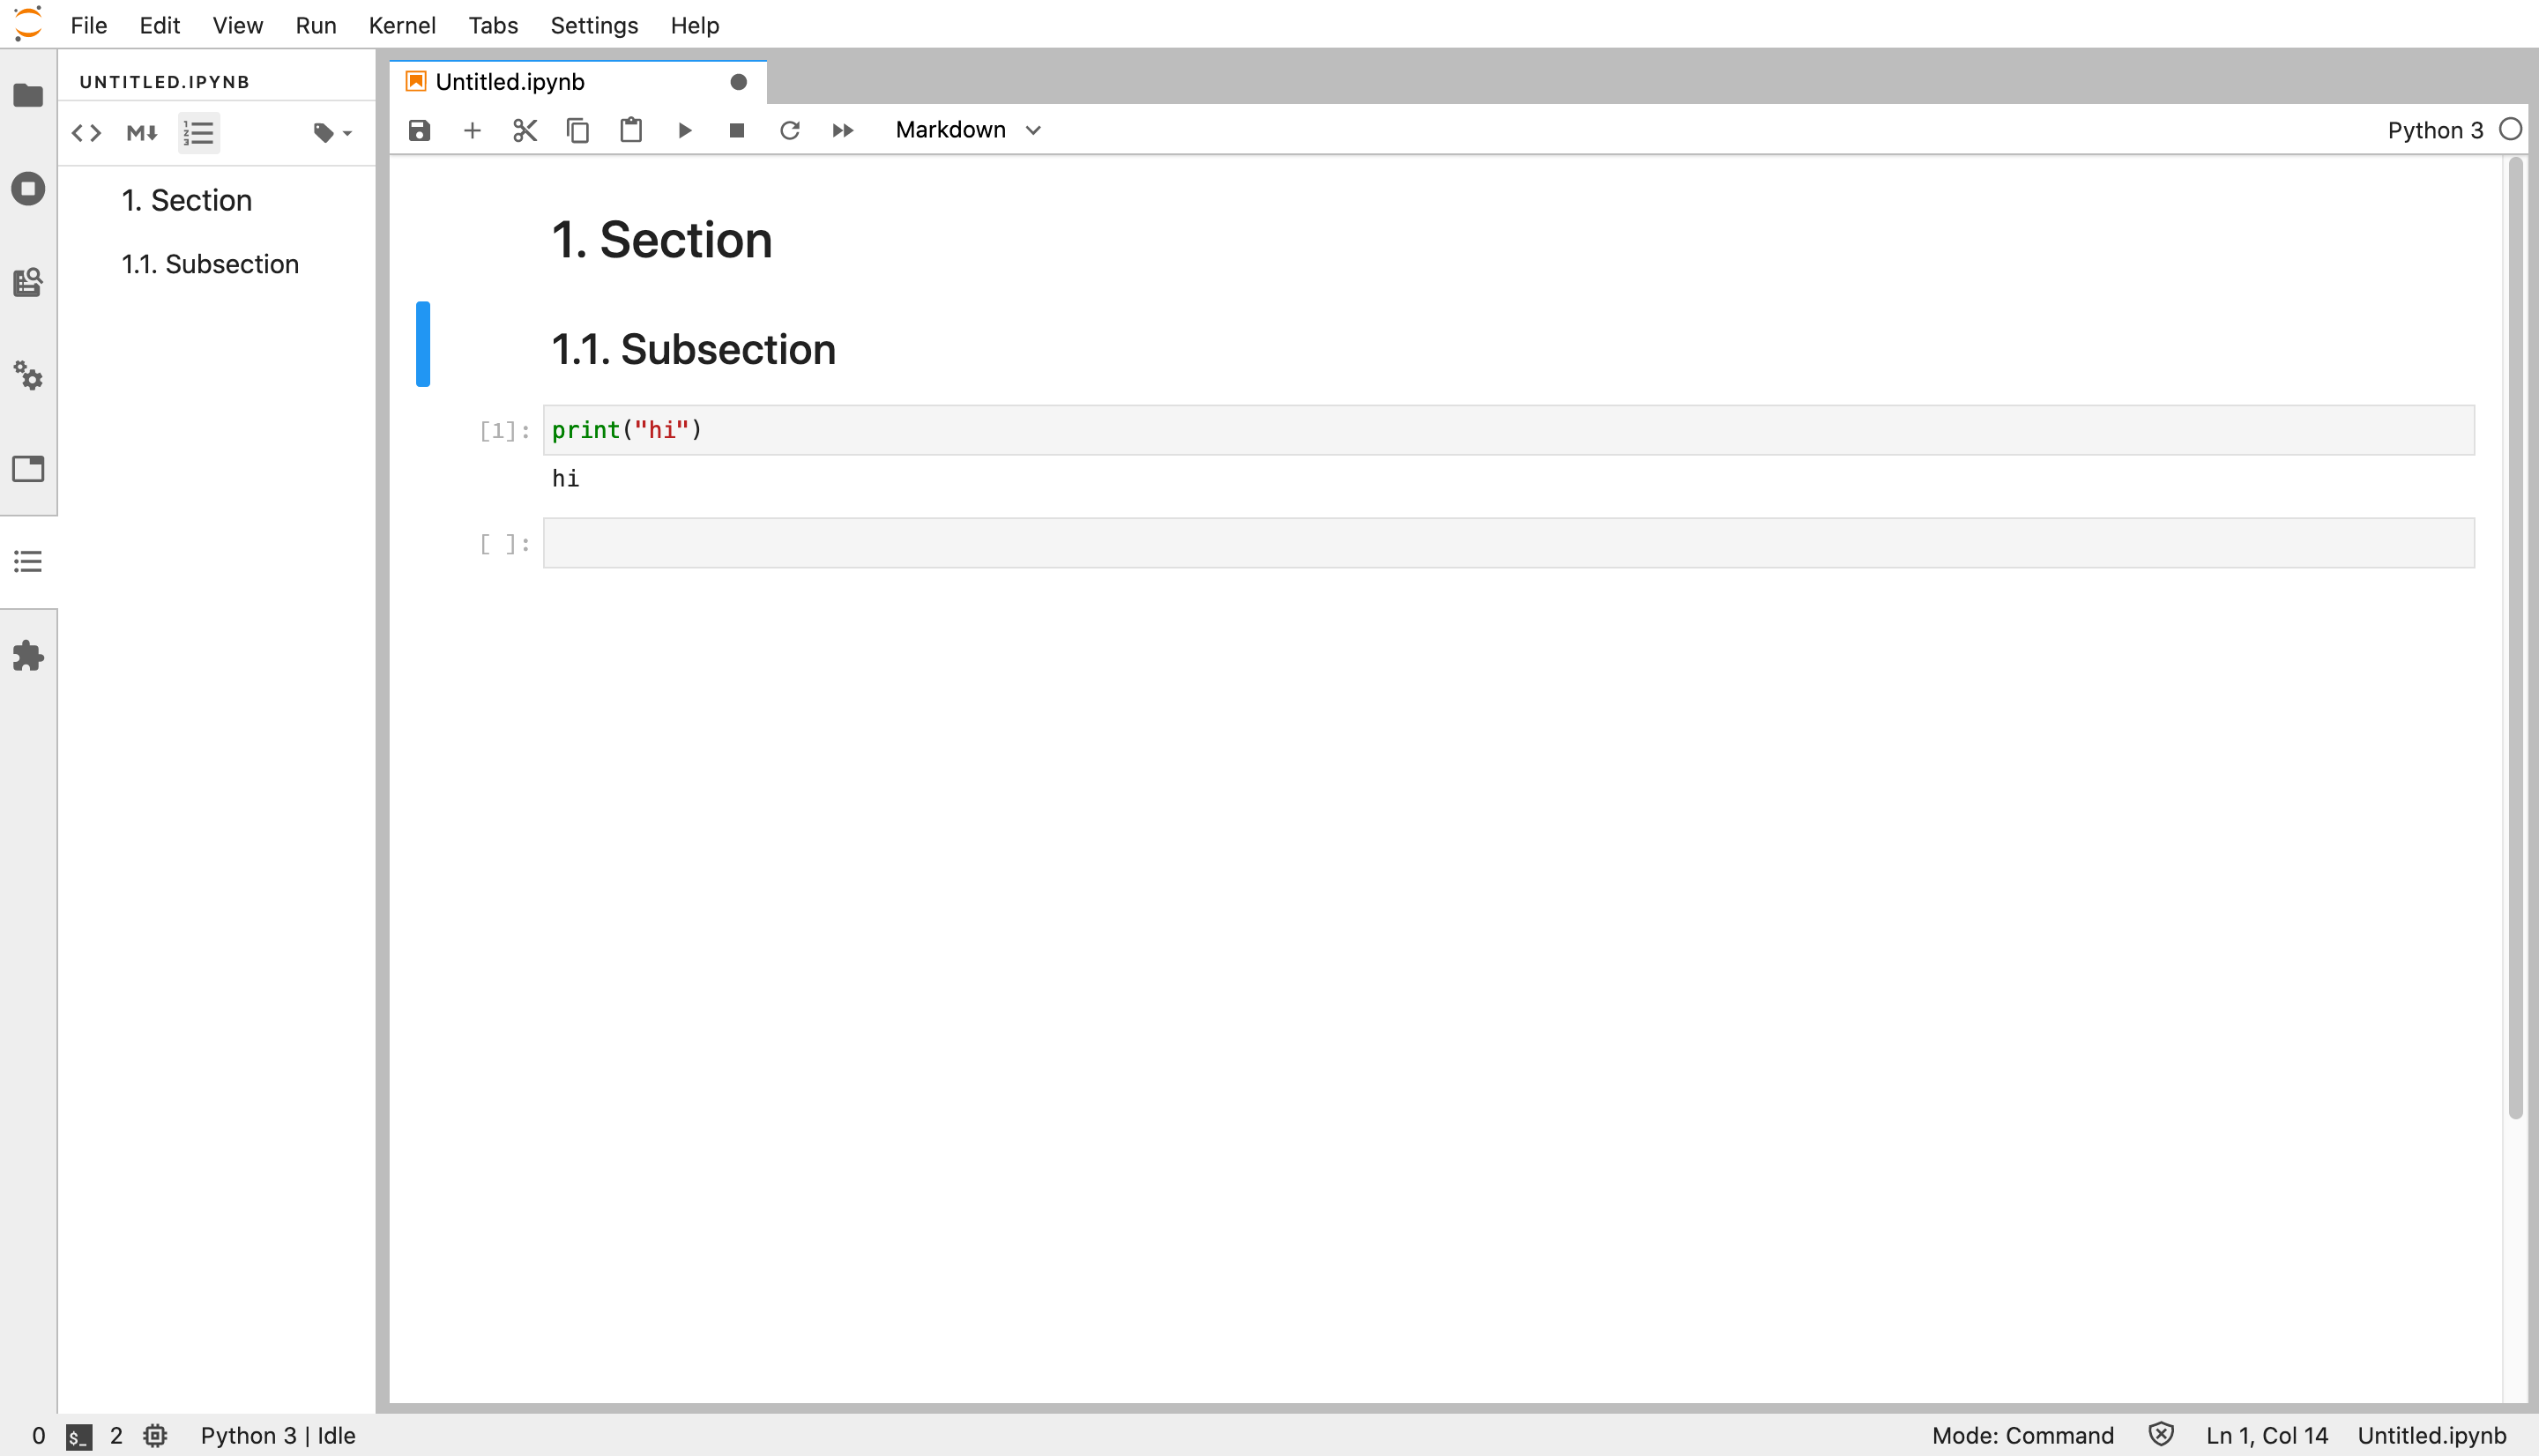 File Edit View Run Kernel Tabs Settings Help
UNTITLED.IPYNB
Untitled.ipynb
M
Markdown
Python 3
1. Section
1.1. Subsection
1. Section
1.1. Subsection
[1]: print("hi")
hi
[ ]:
0 $_ 2 Python 3 | Idle
Mode: Command Ln 1, Col 14 Untitled.ipynb